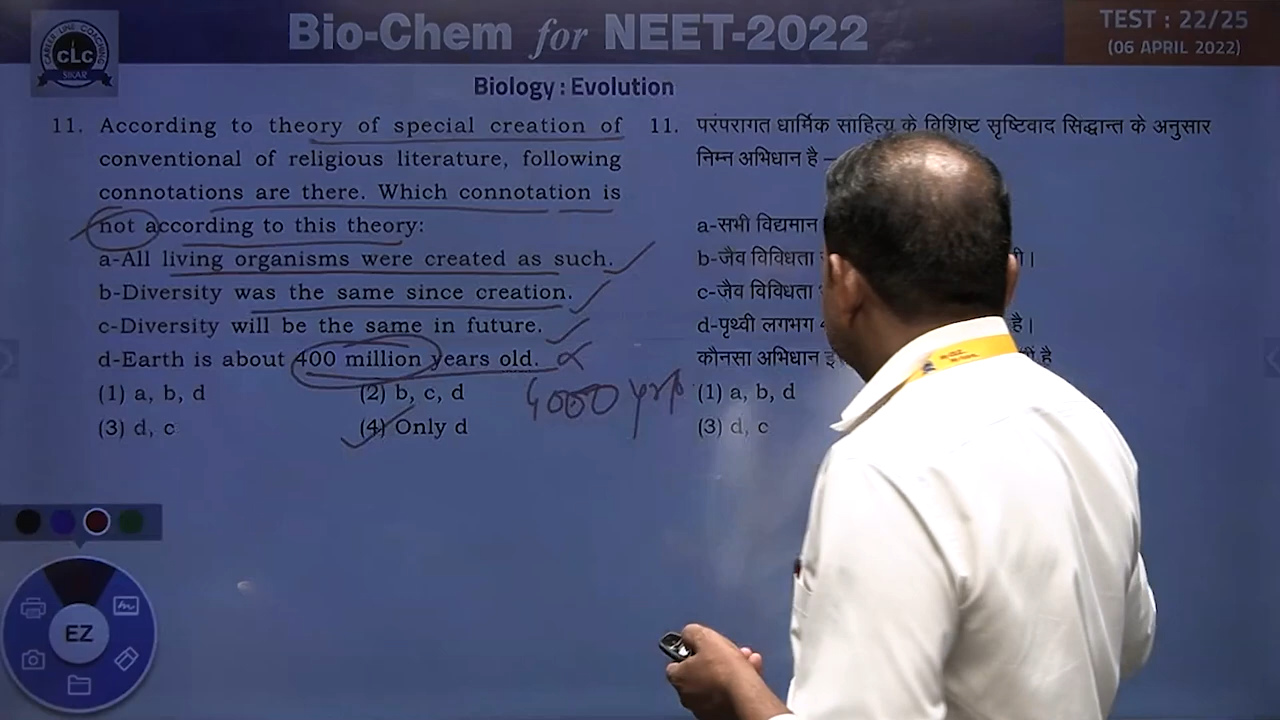 CAREER LINE COACHING
CLC
SIKAR
Bio-Chem for NEET-2022
TEST : 22/25
(06 APRIL 2022)
Biology : Evolution
11. According to theory of special creation of
conventional of religious literature, following
connotations are there. Which connotation is
not according to this theory:
a-All living organisms were created as such.
b-Diversity was the same since creation.
c-Diversity will be the same in future.
d-Earth is about 400 million years old.
(1) a, b, d (2) b, c, d
(3) d, c (4) Only d
4000 yrs
11. परंपरागत धार्मिक साहित्य के विशिष्ट सृष्टिवाद सिद्धान्त के अनुसार
निम्न अभिधान है –
a-सभी विद्यमान
b-जैव विविधता
c-जैव विविधता
d-पृथ्वी लगभग है।
कौनसा अभिधान है
(1) a, b, d
(3) d, c
EZ